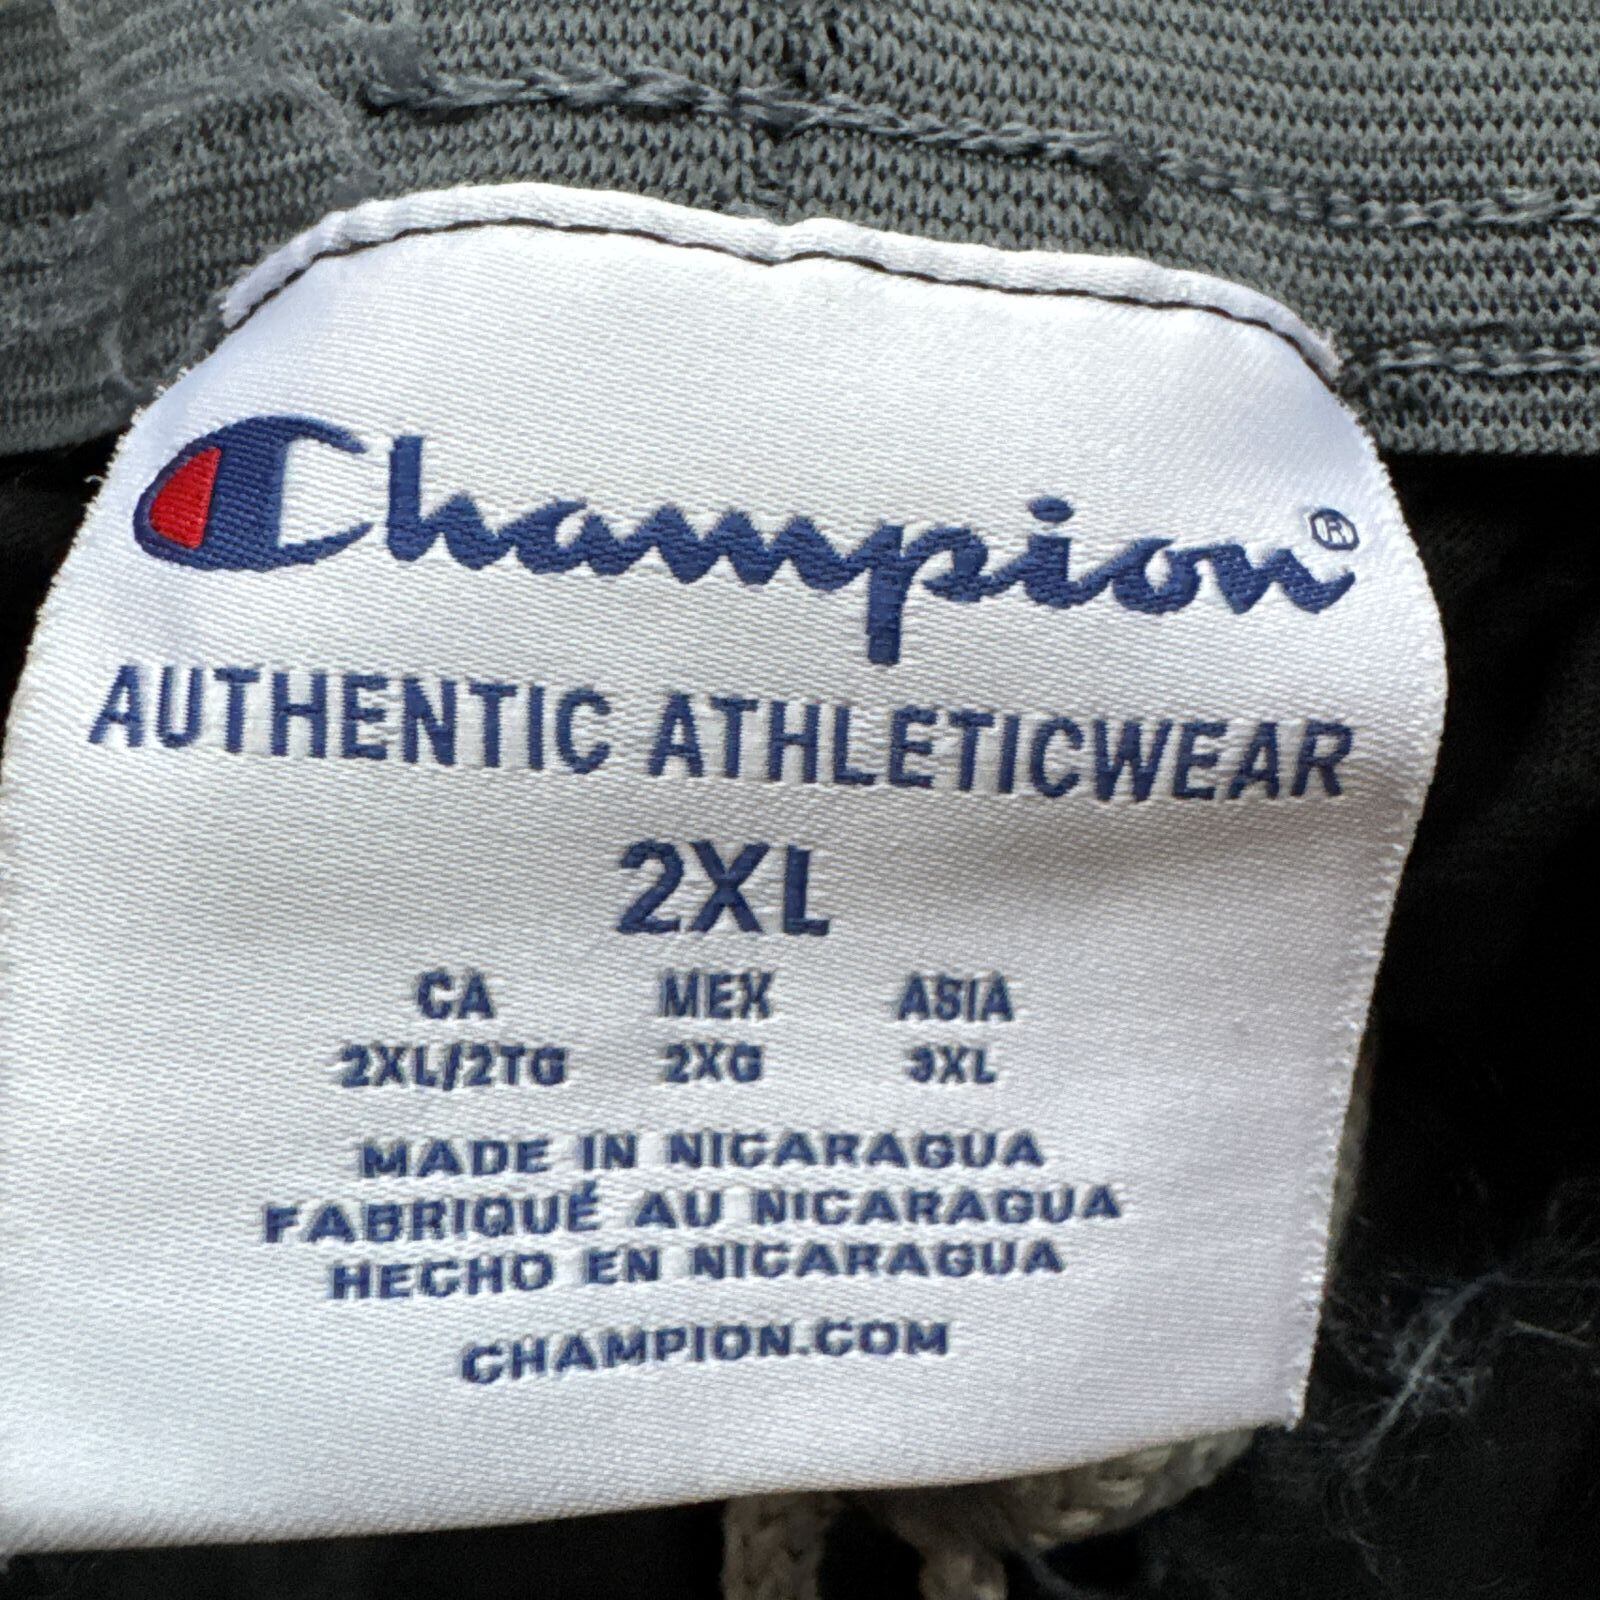 Champion®
AUTHENTIC ATHLETICWEAR
2XL
CA MEX ASIA
2XL/2TG 2XG 3XL
MADE IN NICARAGUA
FABRIQUÉ AU NICARAGUA
HECHO EN NICARAGUA
CHAMPION.COM